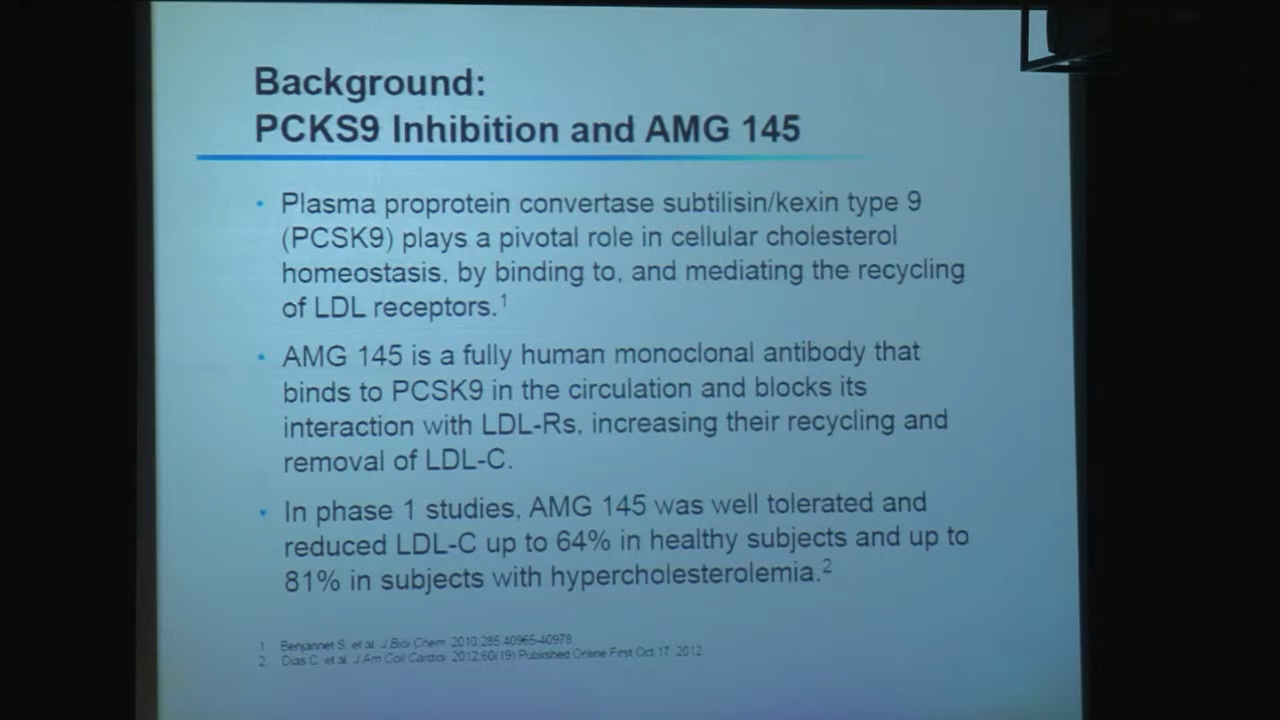 Background:
PCKS9 Inhibition and AMG 145
• Plasma proprotein convertase subtilisin/kexin type 9
(PCSK9) plays a pivotal role in cellular cholesterol
homeostasis, by binding to, and mediating the recycling
of LDL receptors.1
• AMG 145 is a fully human monoclonal antibody that
binds to PCSK9 in the circulation and blocks its
interaction with LDL-Rs, increasing their recycling and
removal of LDL-C.
• In phase 1 studies, AMG 145 was well tolerated and
reduced LDL-C up to 64% in healthy subjects and up to
81% in subjects with hypercholesterolemia.2
1 Benjannet S. et al. J Biol Chem. 2010;285:40965-40978.
2 Dias C. et al. J Am Coll Cardiol. 2012;60(19) Published Online First Oct 17, 2012